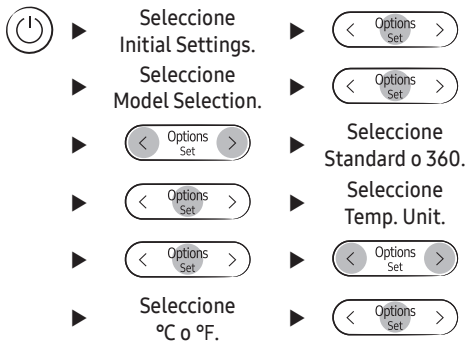 Seleccione
Initial Settings.
< Options >
Set
Seleccione
Model Selection.
< Options >
Set
< Options >
Set
Seleccione
Standard o 360.
< Options >
Set
Seleccione
Temp. Unit.
< Options >
Set
< Options >
Set
Seleccione
°C o °F.
< Options >
Set